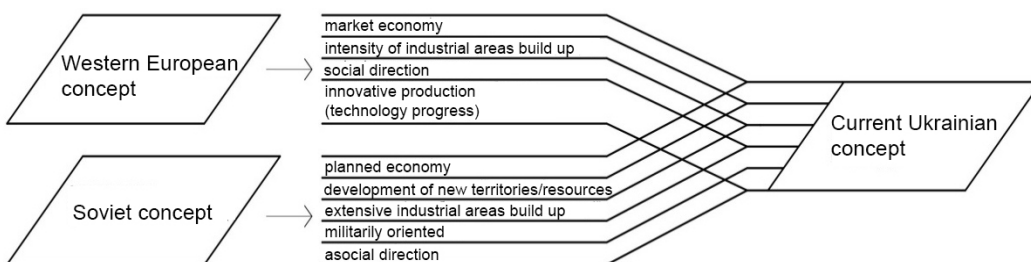 Western European
concept
market economy
intensity of industrial areas build up
social direction
innovative production
(technology progress)
Soviet concept
planned economy
development of new territories/resources
extensive industrial areas build up
militarily oriented
asocial direction
Current Ukrainian
concept